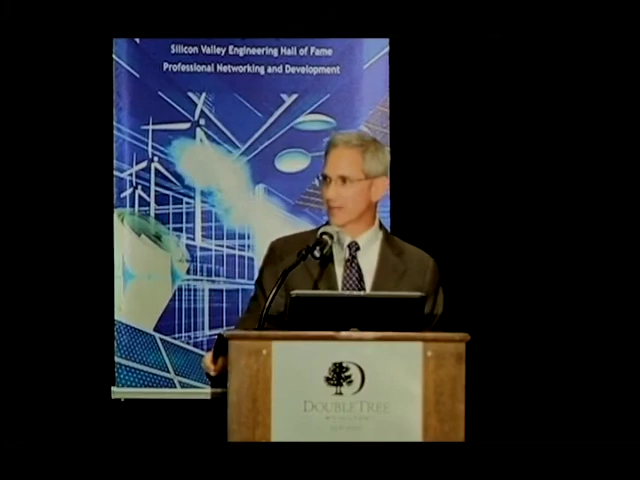 Silicon Valley Engineering Hall of Fame
Professional Networking and Development
DOUBLETREE